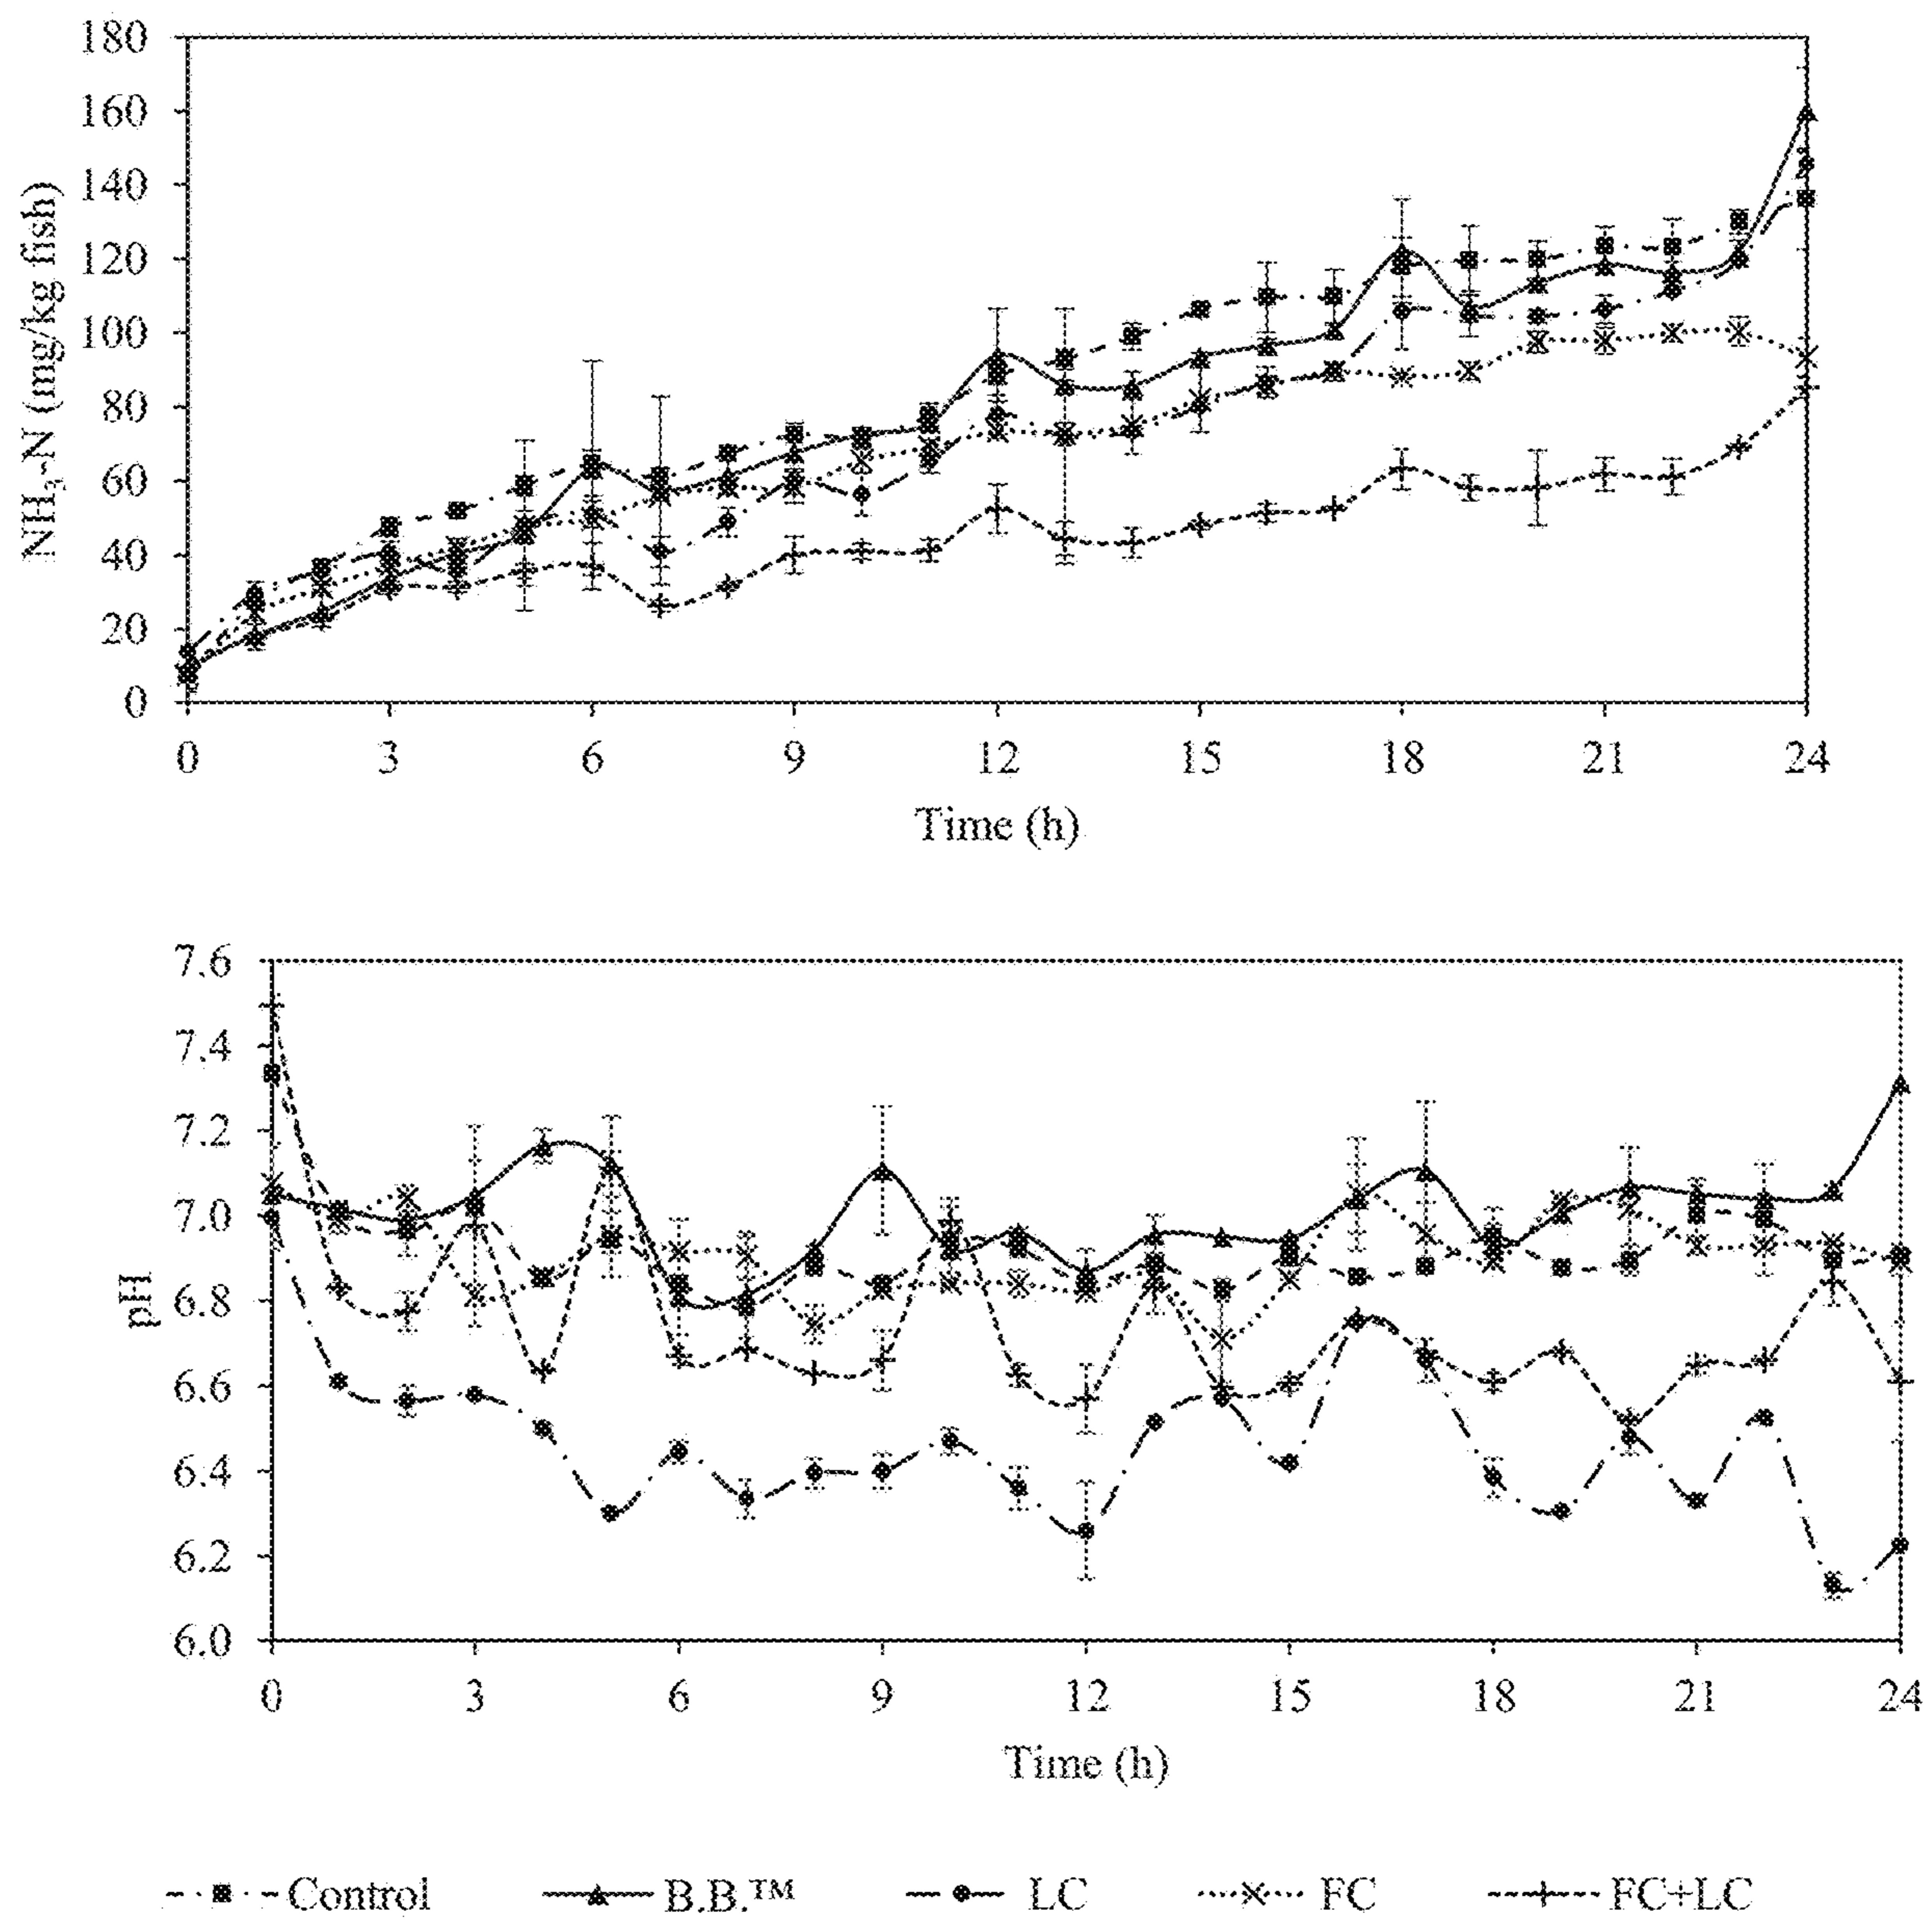 180
160
140
120
100
80
60
40
20
0
NH3-N (mg/kg fish)
0 3 6 9 12 15 18 21 24
Time (h)
7.6
7.4
7.2
7.0
6.8
6.6
6.4
6.2
6.0
pH
0 3 6 9 12 15 18 21 24
Time (h)
Control B.B.™ LC FC FC+LC